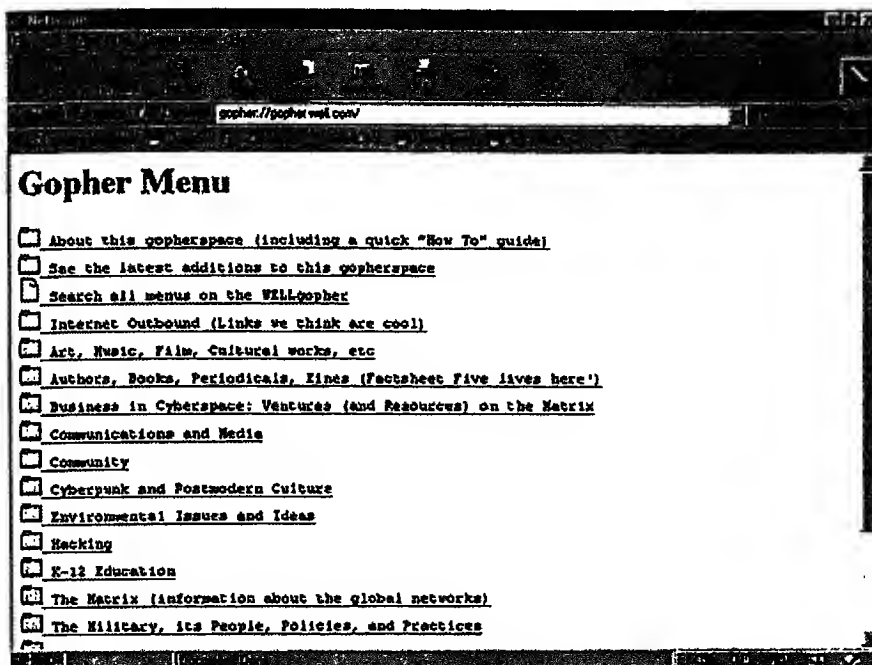 Netscape
gopher://gopher.well.com/
Gopher Menu
About this gopherspace (including a quick "How To" guide)
See the latest additions to this gopherspace
Search all menus on the WELLgopher
Internet Outbound (Links we think are cool)
Art, Music, Film, Cultural works, etc
Authors, Books, Periodicals, Zines (Factsheet Five lives here!)
Business in Cyberspace: Ventures (and Resources) on the Matrix
Communications and Media
Community
Cyberpunk and Postmodern Culture
Environmental Issues and Ideas
Hacking
K-12 Education
The Matrix (information about the global networks)
The Military, its People, Policies, and Practices